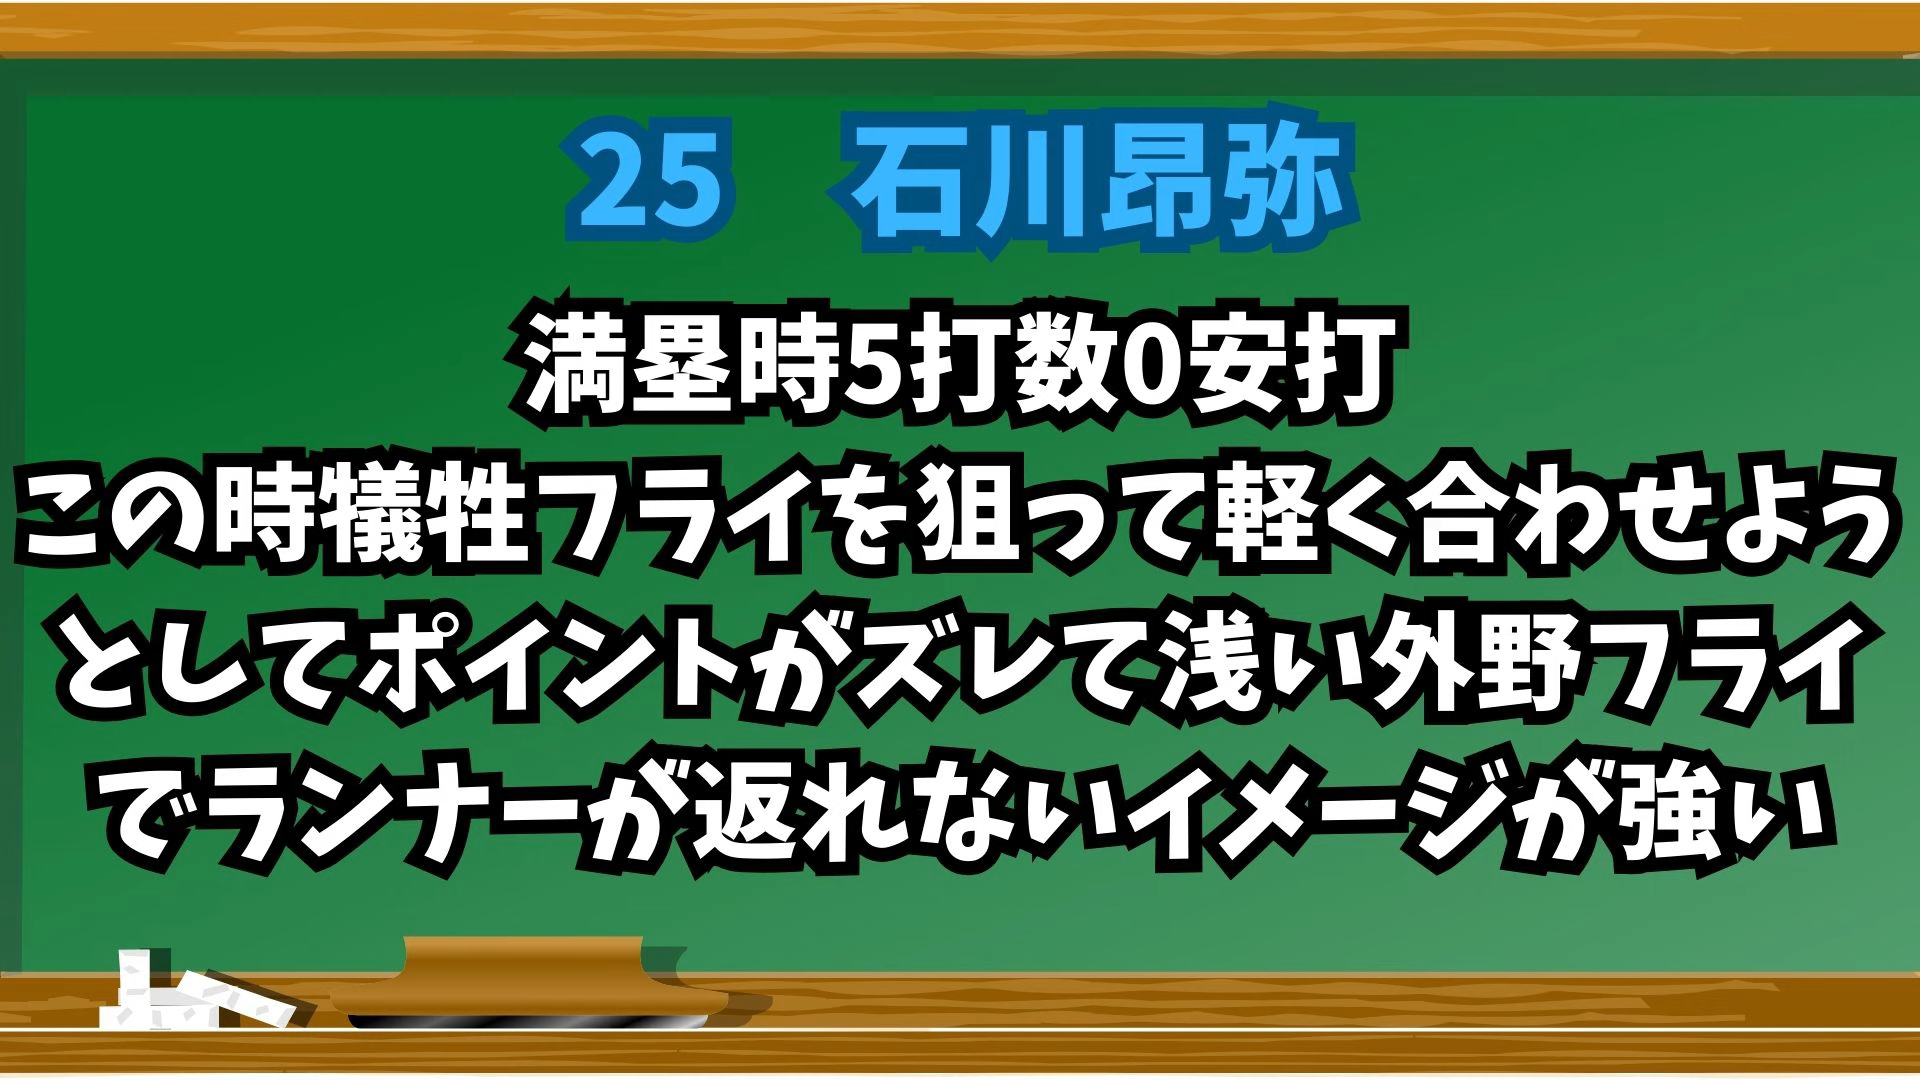 25　石川昂弥
満塁時5打数0安打
この時犠牲フライを狙って軽く合わせよう
としてポイントがズレて浅い外野フライ
でランナーが返れないイメージが強い